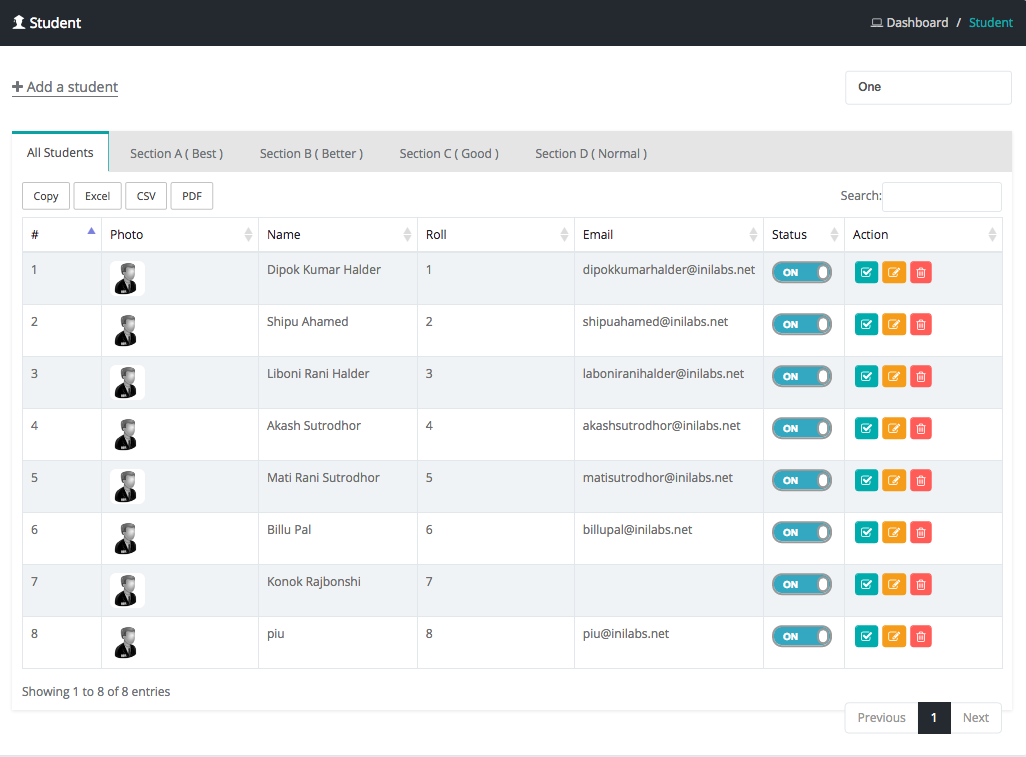 Student
Dashboard / Student
Add a student
One
All Students Section A ( Best ) Section B ( Better ) Section C ( Good ) Section D ( Normal )
Copy Excel CSV PDF Search:
# Photo Name Roll Email Status Action
1 Dipok Kumar Halder 1 dipokkumarhalder@inilabs.net ON
2 Shipu Ahamed 2 shipuahamed@inilabs.net ON
3 Liboni Rani Halder 3 laboniranihalder@inilabs.net ON
4 Akash Sutrodhor 4 akashsutrodhor@inilabs.net ON
5 Mati Rani Sutrodhor 5 matisutrodhor@inilabs.net ON
6 Billu Pal 6 billupal@inilabs.net ON
7 Konok Rajbonshi 7 ON
8 piu 8 piu@inilabs.net ON
Showing 1 to 8 of 8 entries
Previous 1 Next